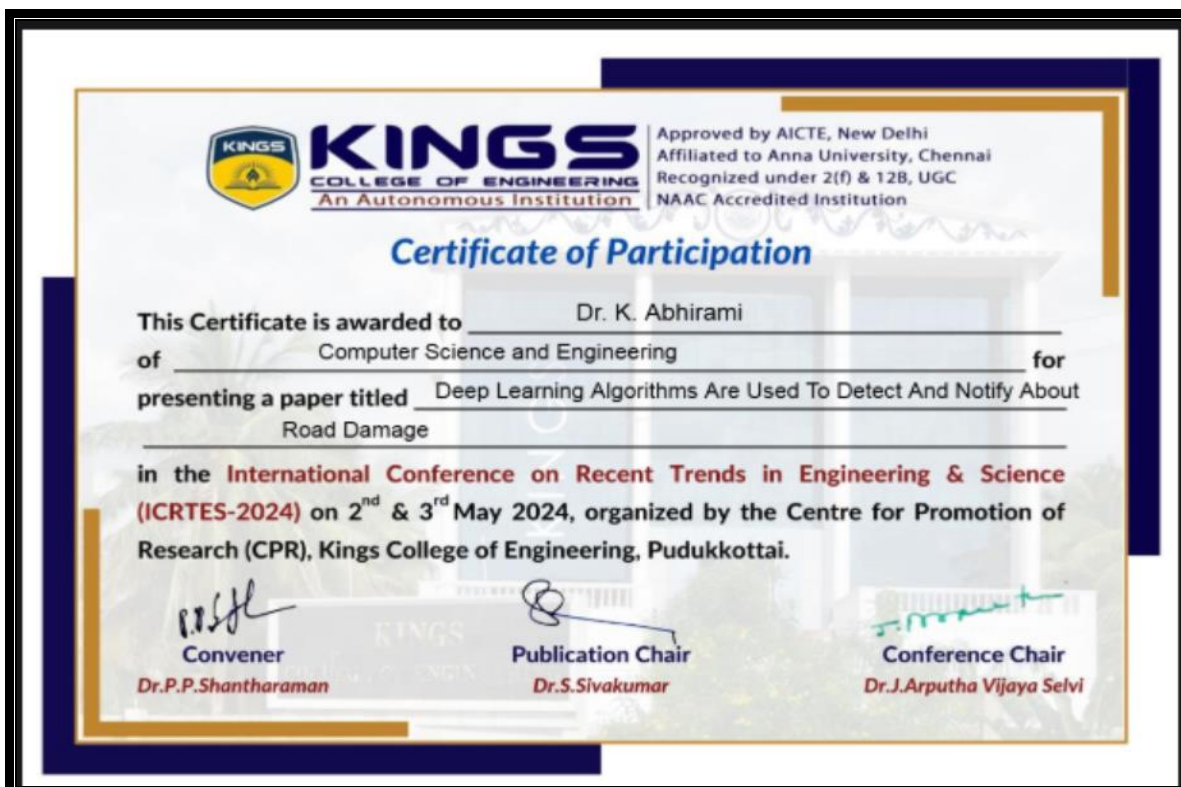 KINGS
KINGS
COLLEGE OF ENGINEERING
An Autonomous Institution
Approved by AICTE, New Delhi
Affiliated to Anna University, Chennai
Recognized under 2(f) & 12B, UGC
NAAC Accredited Institution
Certificate of Participation
This Certificate is awarded to Dr. K. Abhirami
of Computer Science and Engineering for
presenting a paper titled Deep Learning Algorithms Are Used To Detect And Notify About
Road Damage
in the International Conference on Recent Trends in Engineering & Science
(ICRTES-2024) on 2nd & 3rd May 2024, organized by the Centre for Promotion of
Research (CPR), Kings College of Engineering, Pudukkottai.
KINGS
Convener
Dr.P.P.Shantharaman
Publication Chair
Dr.S.Sivakumar
Conference Chair
Dr.J.Arputha Vijaya Selvi